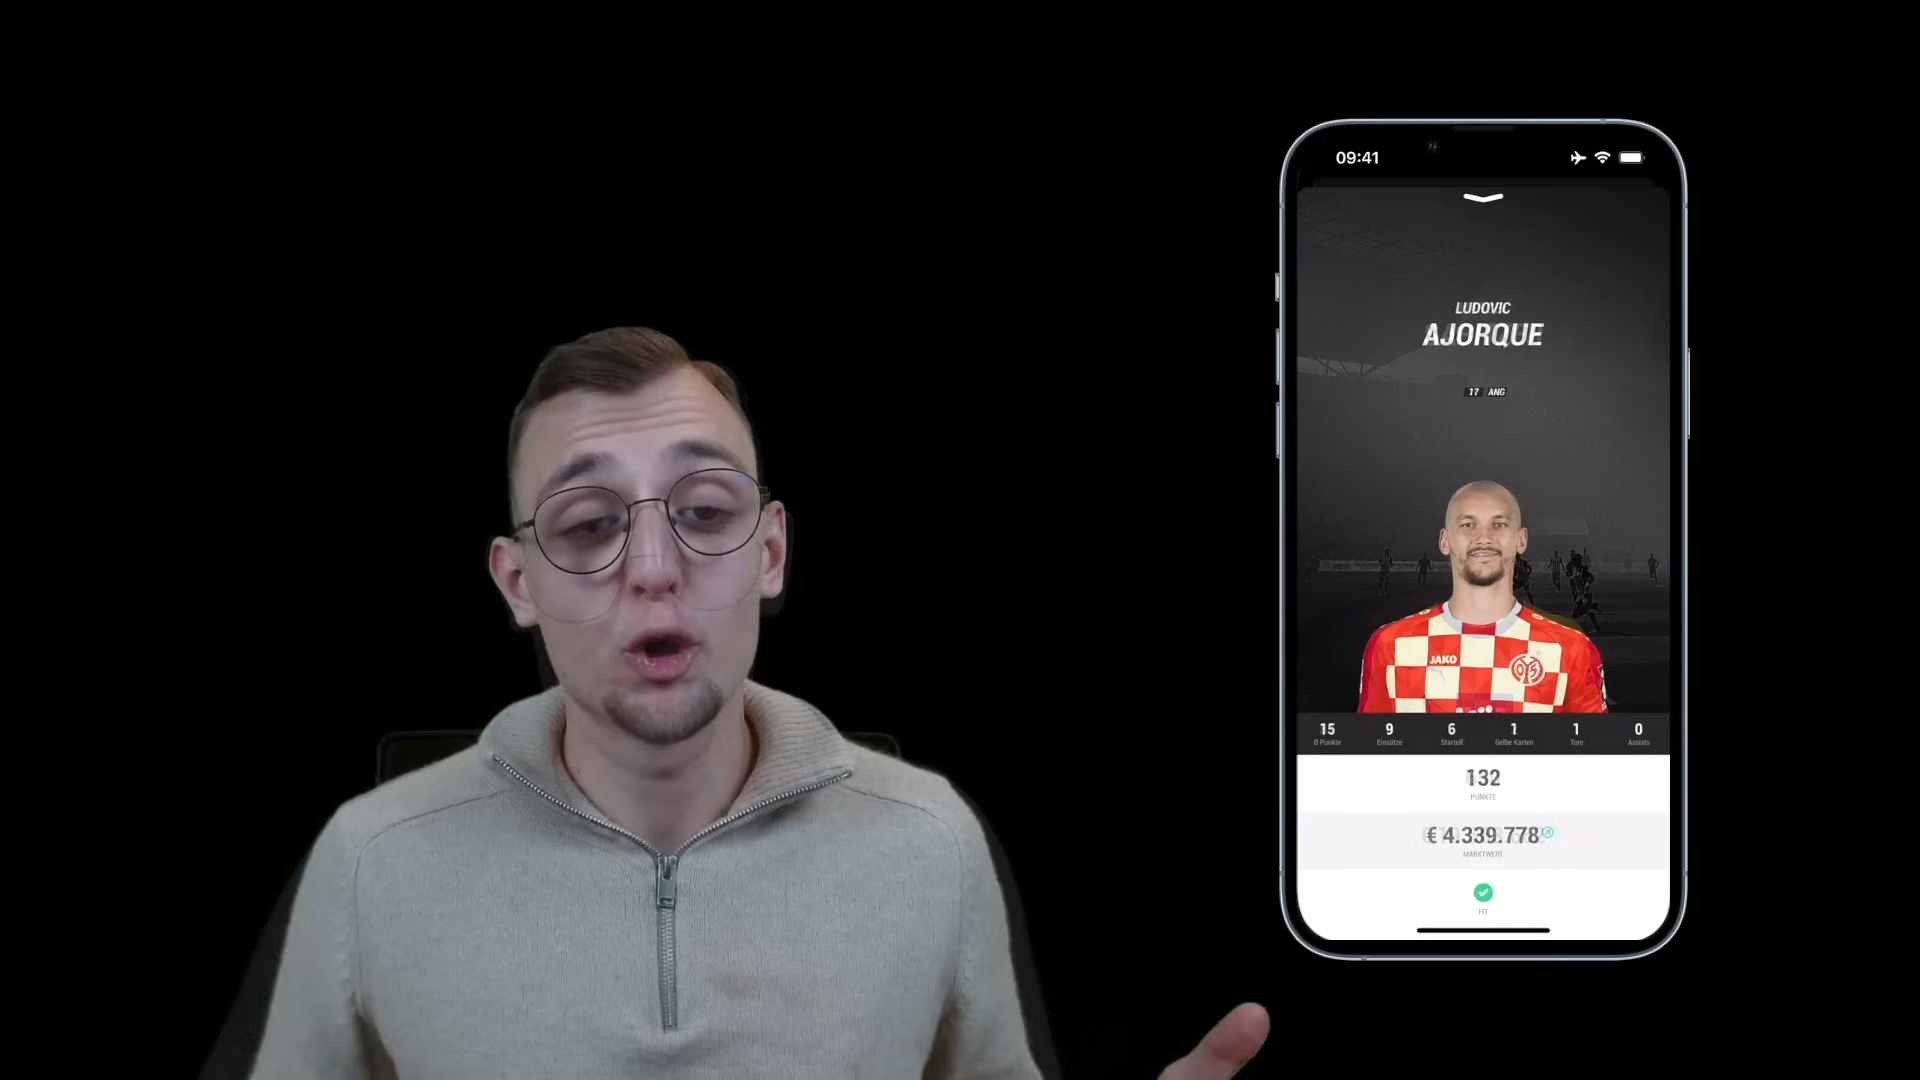 09:41
LUDOVIC
AJORQUE
17 ANG
JAKO
15 9 6 1 1 0
Ø Punkte Einsätze Startelf Gelbe Karten Tore Assists
132
PUNKTE
€ 4.339.778
MARKTWERT
FIT